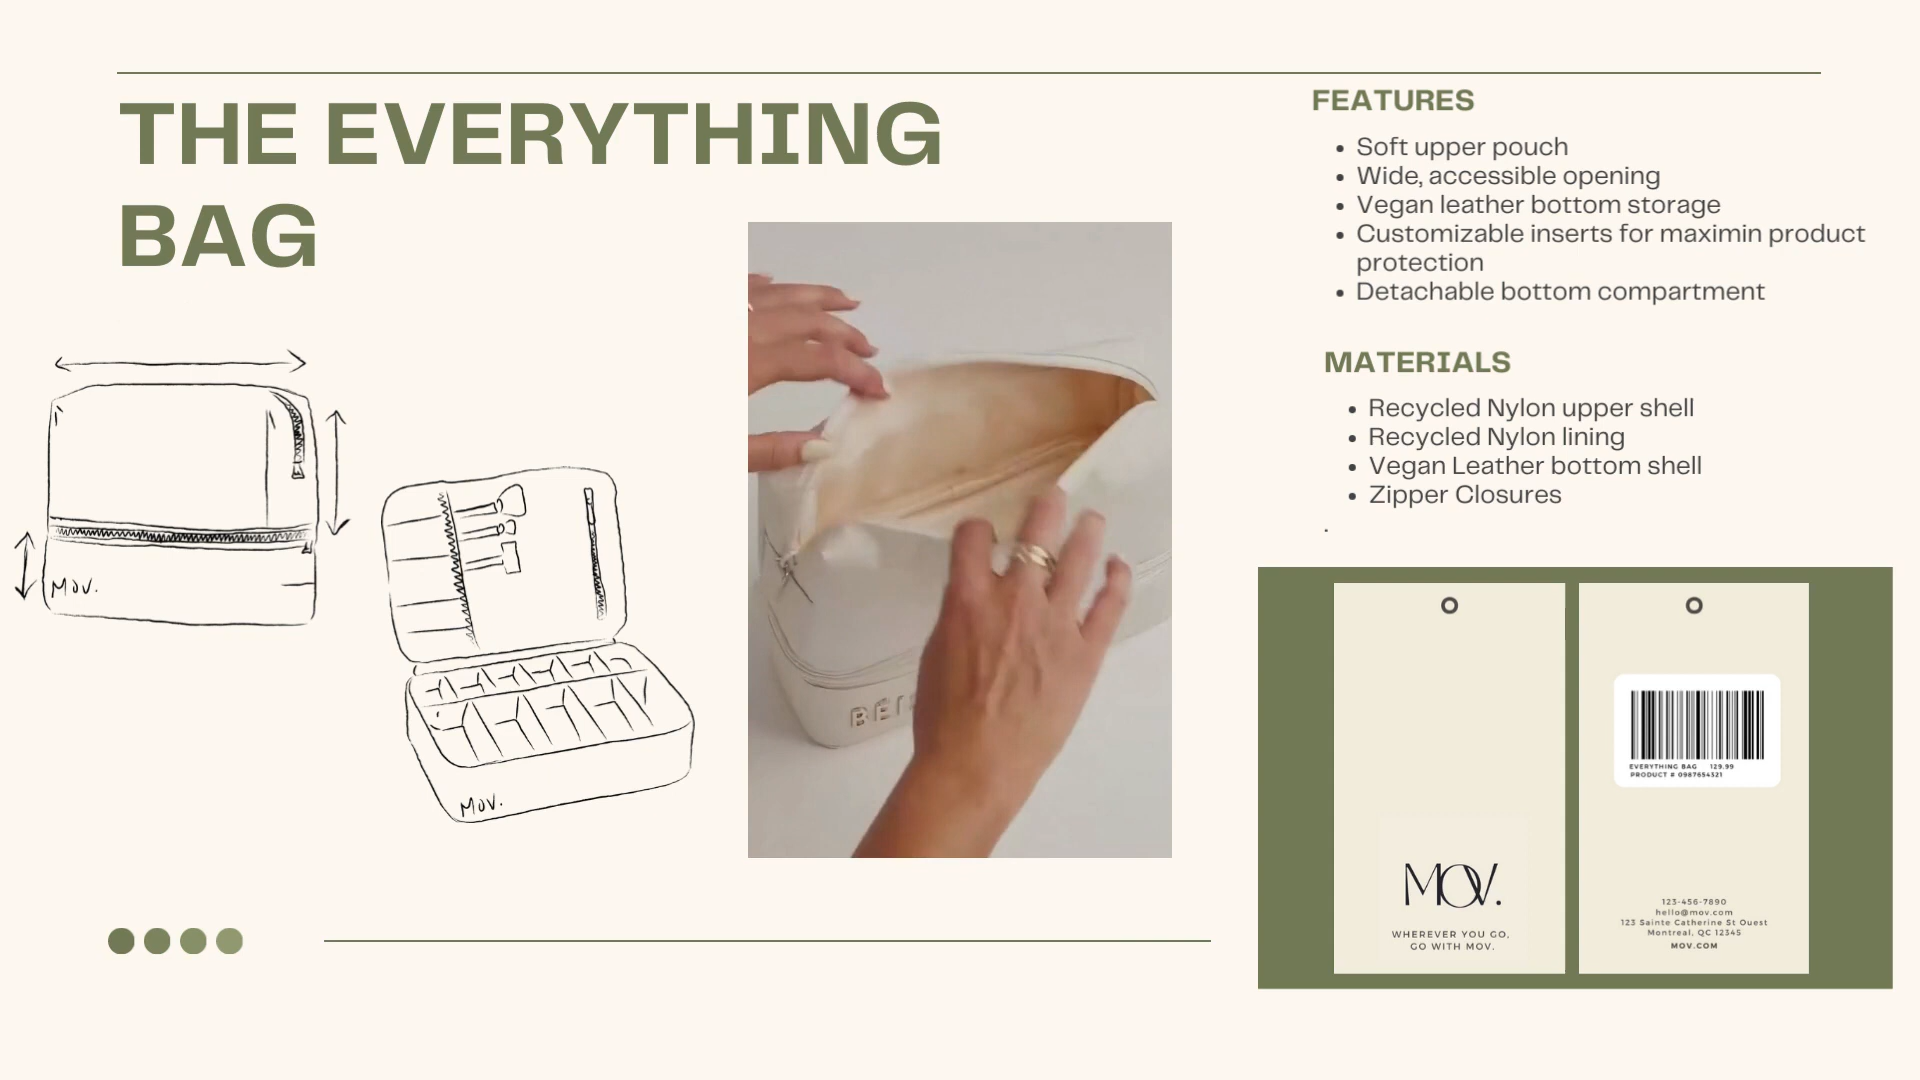 THE EVERYTHING
BAG
FEATURES
• Soft upper pouch
• Wide, accessible opening
• Vegan leather bottom storage
• Customizable inserts for maximin product
protection
• Detachable bottom compartment
MATERIALS
• Recycled Nylon upper shell
• Recycled Nylon lining
• Vegan Leather bottom shell
• Zipper Closures
.
Mov.
Mov.
MOV.
WHEREVER YOU GO,
GO WITH MOV.
EVERYTHING BAG 129.99
PRODUCT # 0987654321
123-456-7890
hello@mov.com
123 Sainte Catherine St Ouest
Montreal, QC 12345
MOV.COM